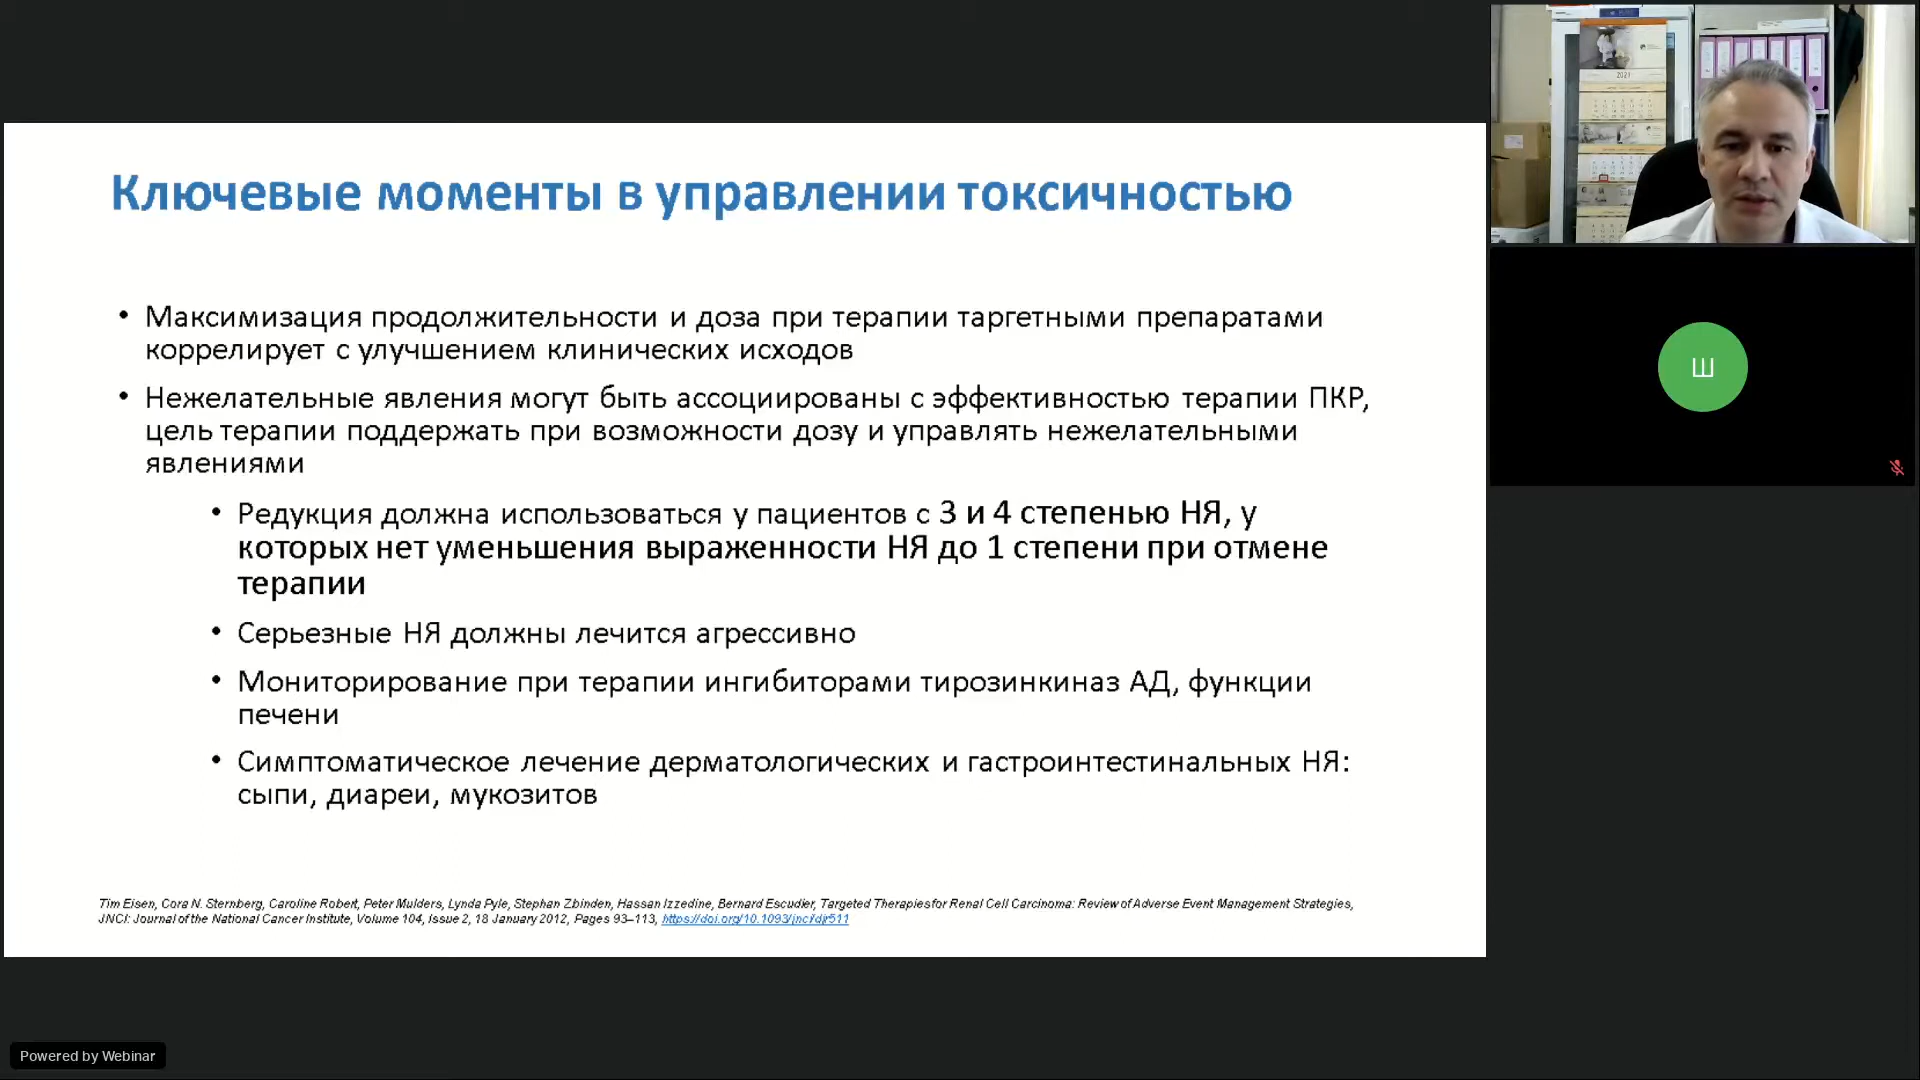 Ключевые моменты в управлении токсичностью
• Максимизация продолжительности и доза при терапии таргетными препаратами
коррелирует с улучшением клинических исходов
• Нежелательные явления могут быть ассоциированы с эффективностью терапии ПКР,
цель терапии поддержать при возможности дозу и управлять нежелательными
явлениями
• Редукция должна использоваться у пациентов с 3 и 4 степенью НЯ, у
которых нет уменьшения выраженности НЯ до 1 степени при отмене
терапии
• Серьезные НЯ должны лечится агрессивно
• Мониторирование при терапии ингибиторами тирозинкиназ АД, функции
печени
• Симптоматическое лечение дерматологических и гастроинтестинальных НЯ:
сыпи, диареи, мукозитов
Tim Eisen, Cora N. Sternberg, Caroline Robert, Peter Mulders, Lynda Pyle, Stephan Zbinden, Hassan Izzedine, Bernard Escudier, Targeted Therapies for Renal Cell Carcinoma: Review of Adverse Event Management Strategies,
JNCI: Journal of the National Cancer Institute, Volume 104, Issue 2, 18 January 2012, Pages 93–113, https://doi.org/10.1093/jnci/djr511
2021
Ш
Powered by Webinar